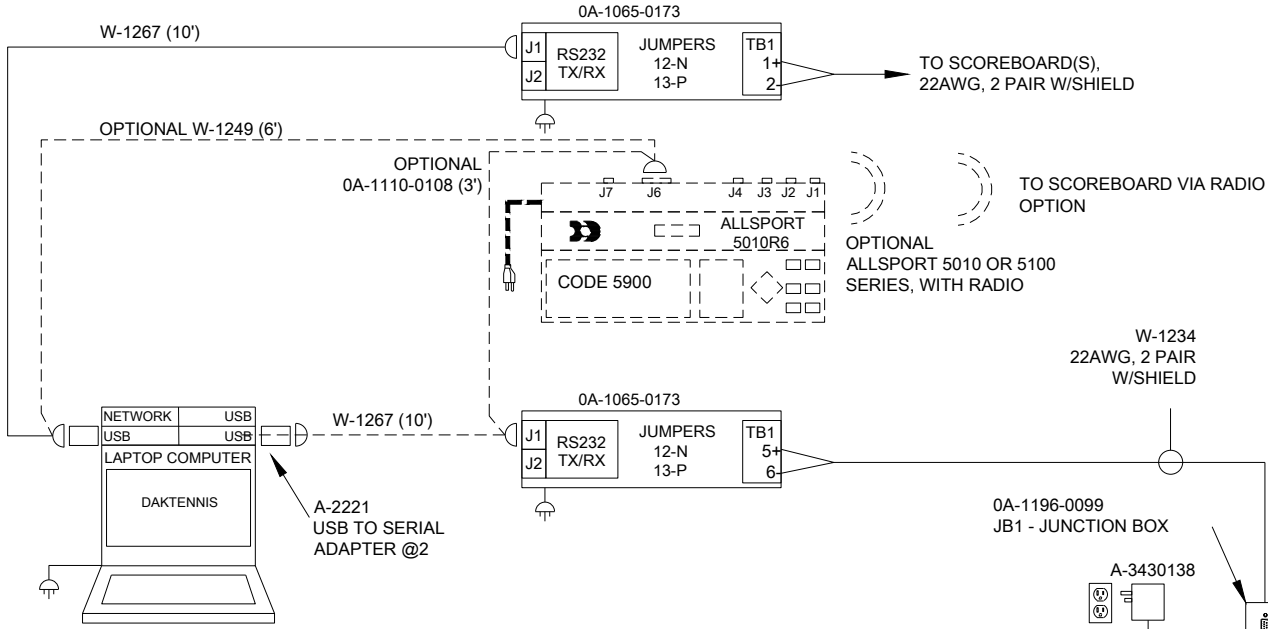 0A-1065-0173
W-1267 (10')
J1
J2
RS232
TX/RX
JUMPERS
12-N
13-P
TB1
1+
2-
TO SCOREBOARD(S),
22AWG, 2 PAIR W/SHIELD
OPTIONAL W-1249 (6')
OPTIONAL
0A-1110-0108 (3')
J7
J6
J4
J3
J2
J1
TO SCOREBOARD VIA RADIO
OPTION
ALLSPORT
5010R6
CODE 5900
OPTIONAL
ALLSPORT 5010 OR 5100
SERIES, WITH RADIO
W-1234
22AWG, 2 PAIR
W/SHIELD
0A-1065-0173
W-1267 (10')
J1
J2
RS232
TX/RX
JUMPERS
12-N
13-P
TB1
5+
6-
NETWORK
USB
USB
USB
LAPTOP COMPUTER
DAKTENNIS
A-2221
USB TO SERIAL
ADAPTER @2
0A-1196-0099
JB1 - JUNCTION BOX
A-3430138